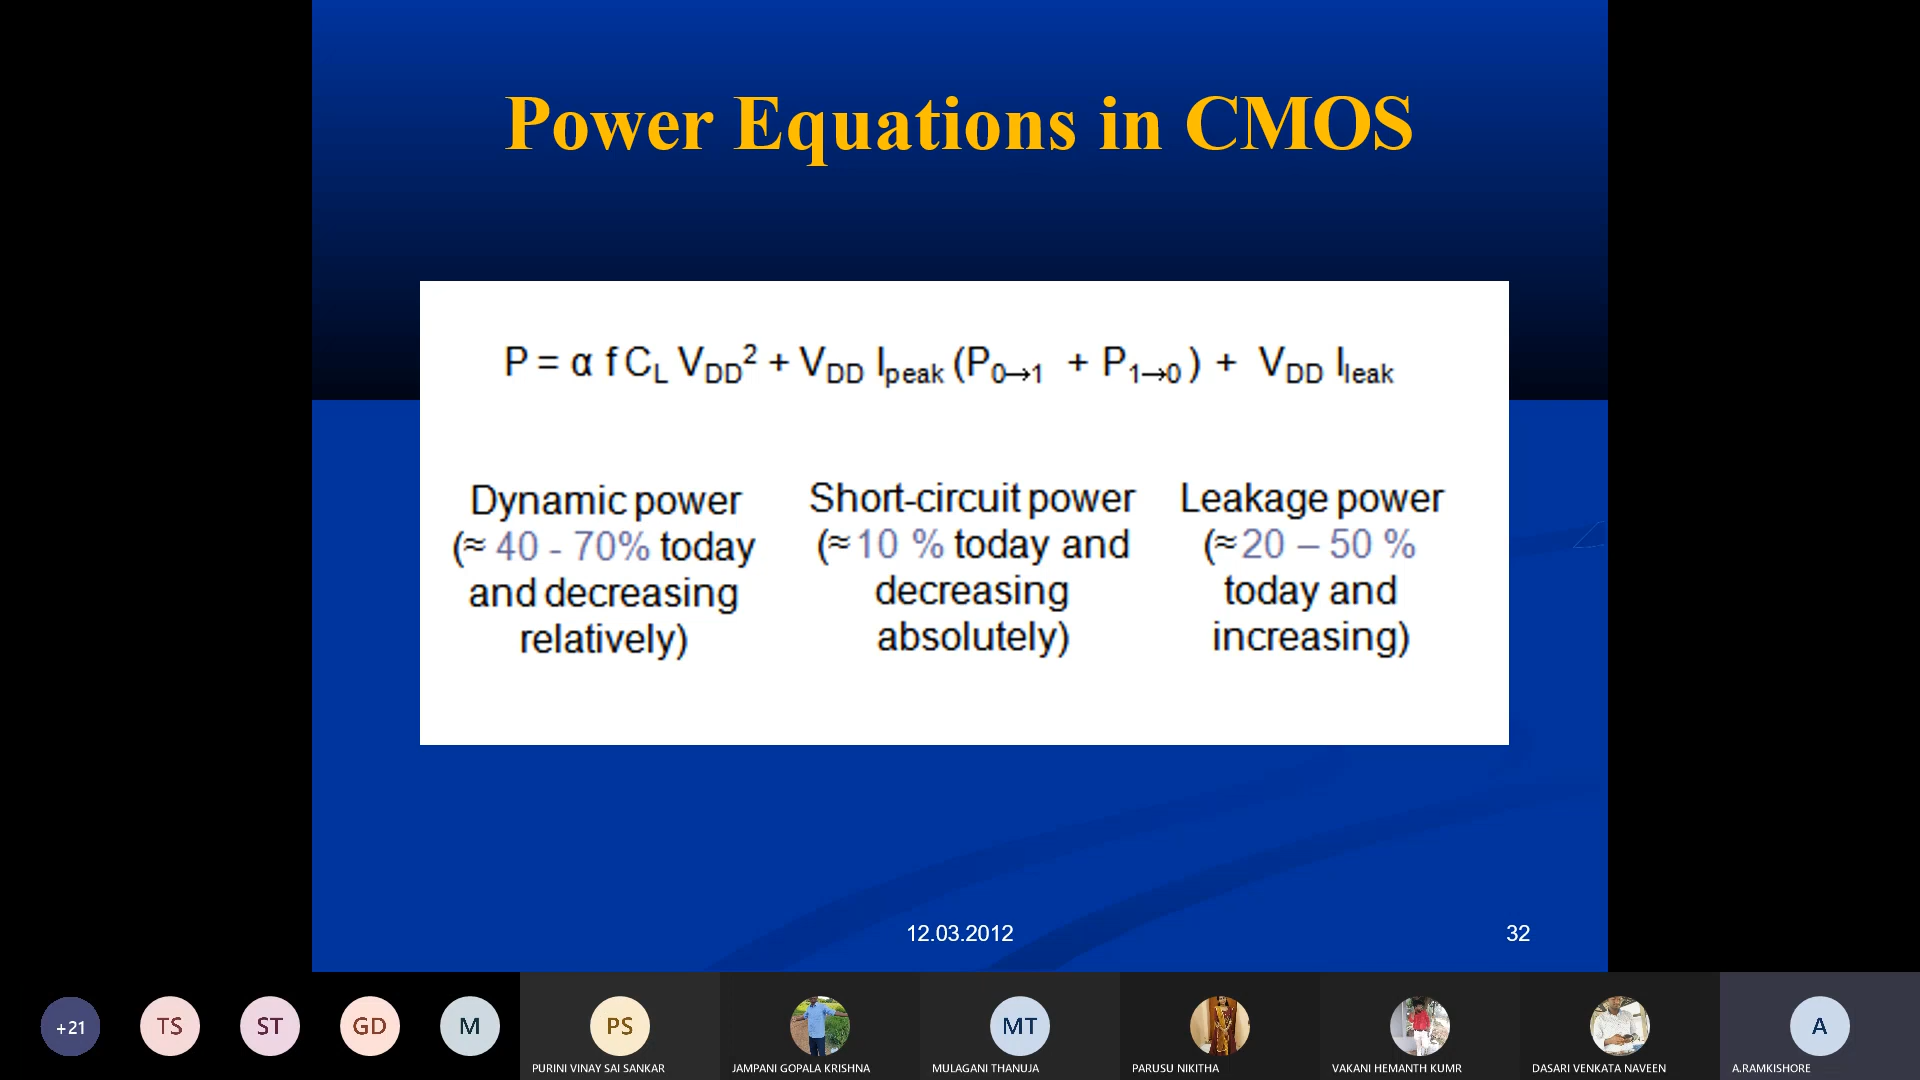 Power Equations in CMOS
P = α f C_L V_DD² + V_DD I_peak (P_0→1 + P_1→0) + V_DD I_leak
Dynamic power
(≈ 40 - 70% today
and decreasing
relatively)
Short-circuit power
(≈ 10 % today and
decreasing
absolutely)
Leakage power
(≈ 20 – 50 %
today and
increasing)
12.03.2012
32
+21
TS
ST
GD
M
PS
PURINI VINAY SAI SANKAR
JAMPANI GOPALA KRISHNA
MT
MULAGANI THANUJA
PARUSU NIKITHA
VAKANI HEMANTH KUMR
DASARI VENKATA NAVEEN
A
A.RAMKISHORE